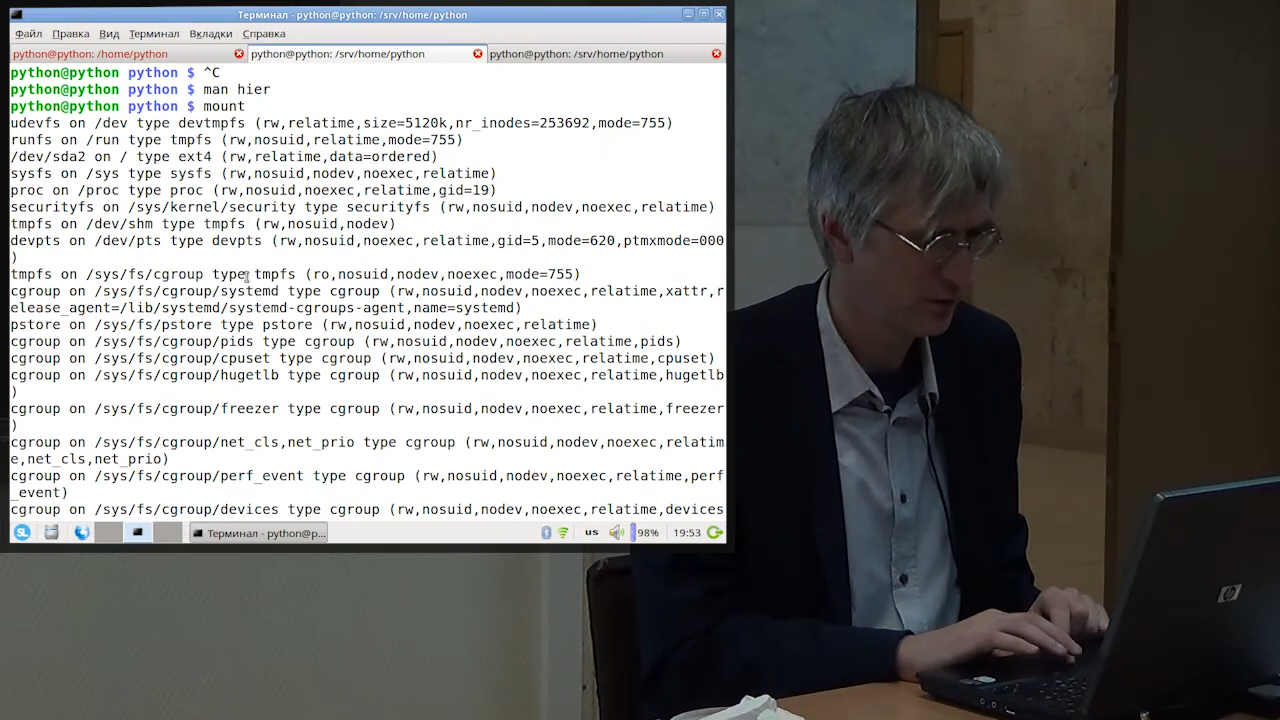 Терминал - python@python: /srv/home/python
Файл Правка Вид Терминал Вкладки Справка
python@python: /home/python python@python: /srv/home/python python@python: /srv/home/python
python@python python $ ^C
python@python python $ man hier
python@python python $ mount
udevfs on /dev type devtmpfs (rw,relatime,size=5120k,nr_inodes=253692,mode=755)
runfs on /run type tmpfs (rw,nosuid,relatime,mode=755)
/dev/sda2 on / type ext4 (rw,relatime,data=ordered)
sysfs on /sys type sysfs (rw,nosuid,nodev,noexec,relatime)
proc on /proc type proc (rw,nosuid,noexec,relatime,gid=19)
securityfs on /sys/kernel/security type securityfs (rw,nosuid,nodev,noexec,relatime)
tmpfs on /dev/shm type tmpfs (rw,nosuid,nodev)
devpts on /dev/pts type devpts (rw,nosuid,noexec,relatime,gid=5,mode=620,ptmxmode=000
)
tmpfs on /sys/fs/cgroup type tmpfs (ro,nosuid,nodev,noexec,mode=755)
cgroup on /sys/fs/cgroup/systemd type cgroup (rw,nosuid,nodev,noexec,relatime,xattr,r
elease_agent=/lib/systemd/systemd-cgroups-agent,name=systemd)
pstore on /sys/fs/pstore type pstore (rw,nosuid,nodev,noexec,relatime)
cgroup on /sys/fs/cgroup/pids type cgroup (rw,nosuid,nodev,noexec,relatime,pids)
cgroup on /sys/fs/cgroup/cpuset type cgroup (rw,nosuid,nodev,noexec,relatime,cpuset)
cgroup on /sys/fs/cgroup/hugetlb type cgroup (rw,nosuid,nodev,noexec,relatime,hugetlb
)
cgroup on /sys/fs/cgroup/freezer type cgroup (rw,nosuid,nodev,noexec,relatime,freezer
)
cgroup on /sys/fs/cgroup/net_cls,net_prio type cgroup (rw,nosuid,nodev,noexec,relatim
e,net_cls,net_prio)
cgroup on /sys/fs/cgroup/perf_event type cgroup (rw,nosuid,nodev,noexec,relatime,perf
_event)
cgroup on /sys/fs/cgroup/devices type cgroup (rw,nosuid,nodev,noexec,relatime,devices
Терминал - python@p... us 98% 19:53
hp